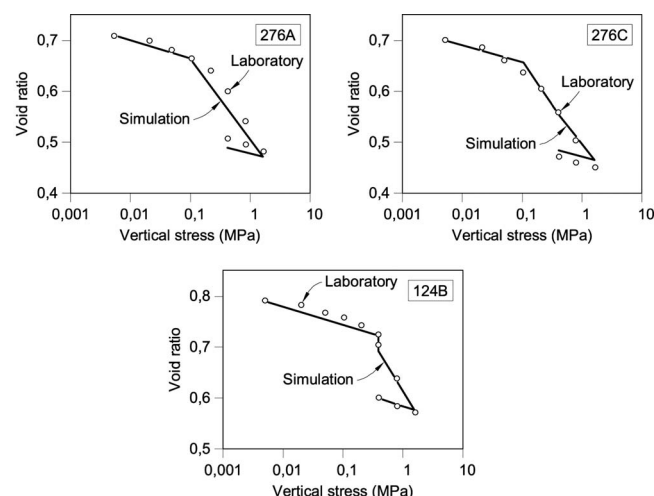 276A
0,7
0,6
0,5
0,4
Void ratio
Laboratory
Simulation
0,001
0,01
0,1
1
10
Vertical stress (MPa)
276C
0,7
0,6
0,5
0,4
Void ratio
Laboratory
Simulation
0,001
0,01
0,1
1
10
Vertical stress (MPa)
124B
0,8
0,7
0,6
0,5
Void ratio
Laboratory
Simulation
0,001
0,01
0,1
1
10
Vertical stress (MPa)